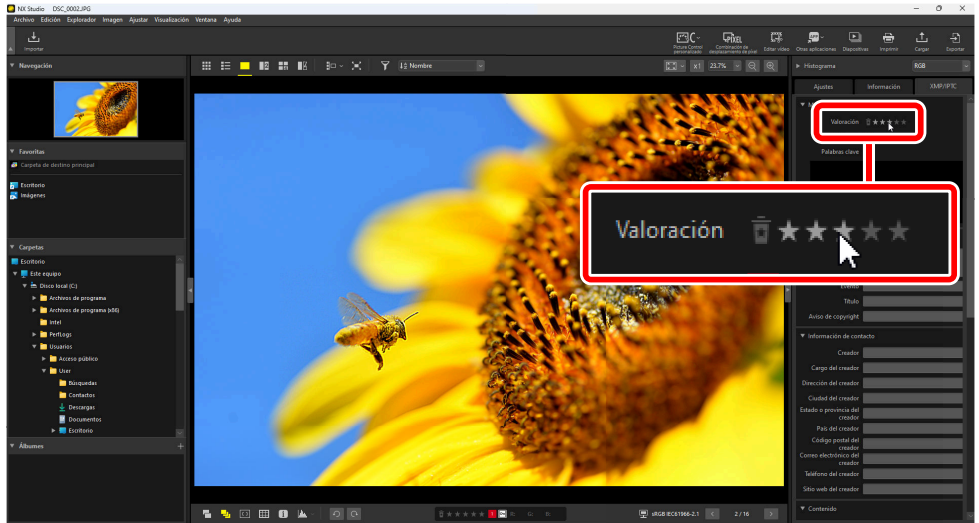 NX Studio DSC_0002.JPG
Archivo Edición Explorador Imagen Ajustar Visualización Ventana Ayuda
Importar
Picture Control personalizado
Combinación de desplazamiento de píxel
Editar vídeo
Otras aplicaciones
Diapositivas
Imprimir
Cargar
Exportar
Navegación
Nombre
x1
23.7%
Histograma
RGB
Ajustes
Información
XMP/IPTC
Valoración
Palabras clave
Valoración
Favoritas
Carpeta de destino principal
Escritorio
Imágenes
Carpetas
Escritorio
Este equipo
Disco local (C:)
Archivos de programa
Archivos de programa (x86)
Intel
PerfLogs
Usuarios
Acceso público
User
Búsquedas
Contactos
Descargas
Documentos
Escritorio
Álbumes
Evento
Título
Aviso de copyright
Información de contacto
Creador
Cargo del creador
Dirección del creador
Ciudad del creador
Estado o provincia del
creador
País del creador
Código postal del
creador
Correo electrónico del
creador
Teléfono del creador
Sitio web del creador
Contenido
sRGB IEC61966-2.1
2 / 16